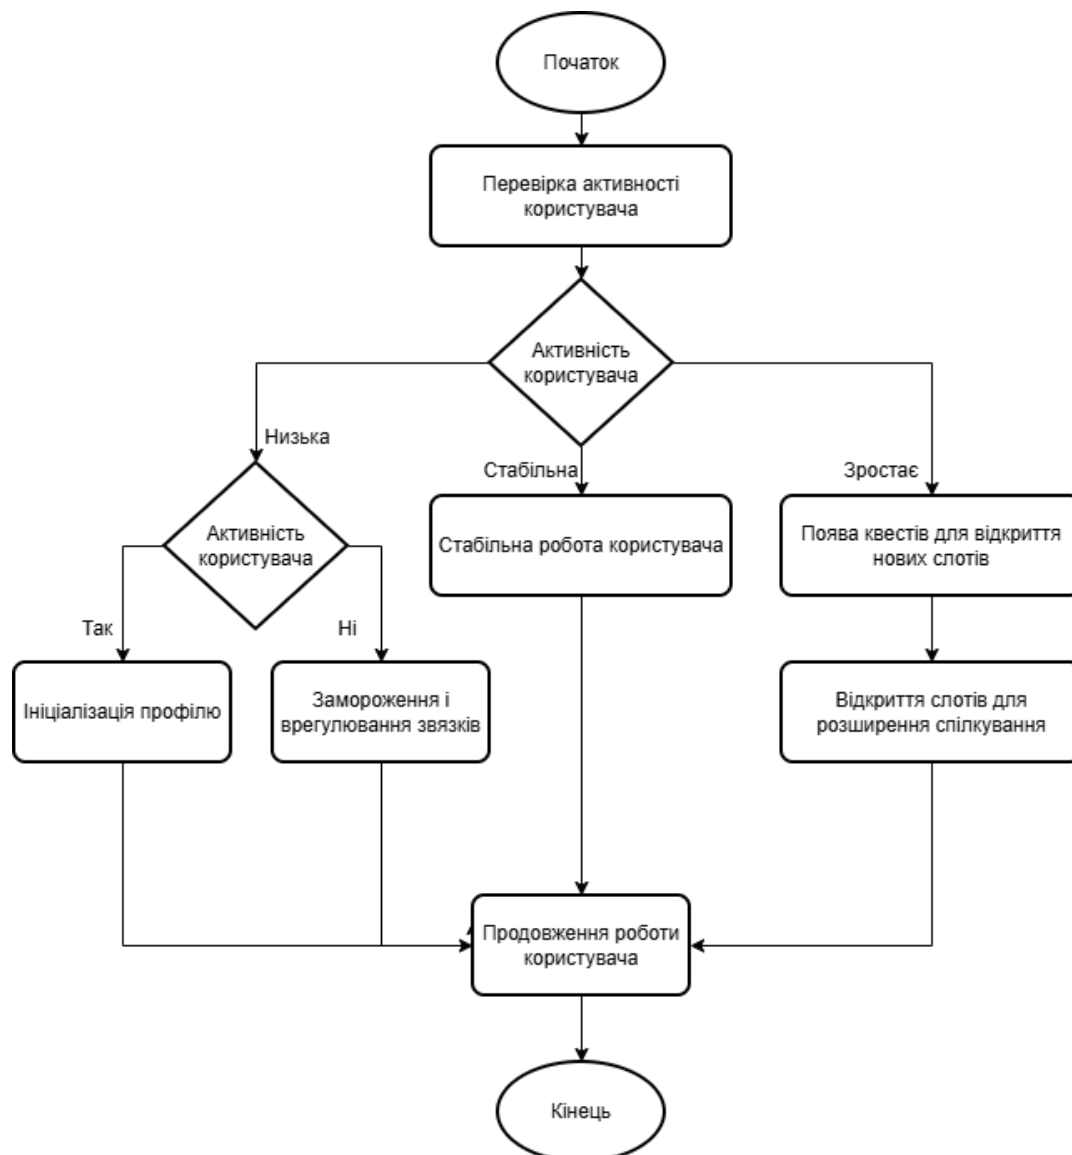 Початок
Перевірка активності
користувача
Активність
користувача
Низька
Стабільна
Зростає
Активність
користувача
Стабільна робота користувача
Поява квестів для відкриття
нових слотів
Так
Ні
Ініціалізація профілю
Замороження і
врегулювання звязків
Відкриття слотів для
розширення спілкування
Продовження роботи
користувача
Кінець